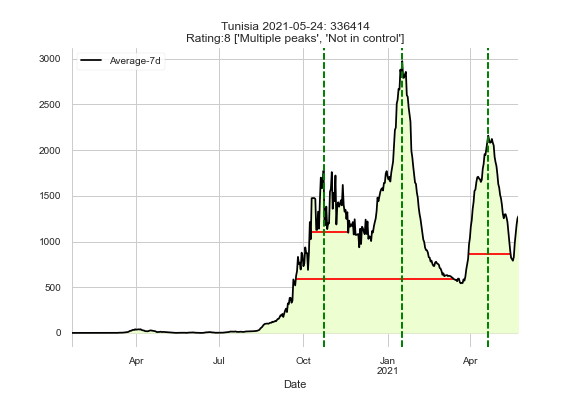 Tunisia 2021-05-24: 336414
Rating:8 ['Multiple peaks', 'Not in control']
Average-7d
3000
2500
2000
1500
1000
500
0
Apr
Jul
Oct
Jan
2021
Apr
Date